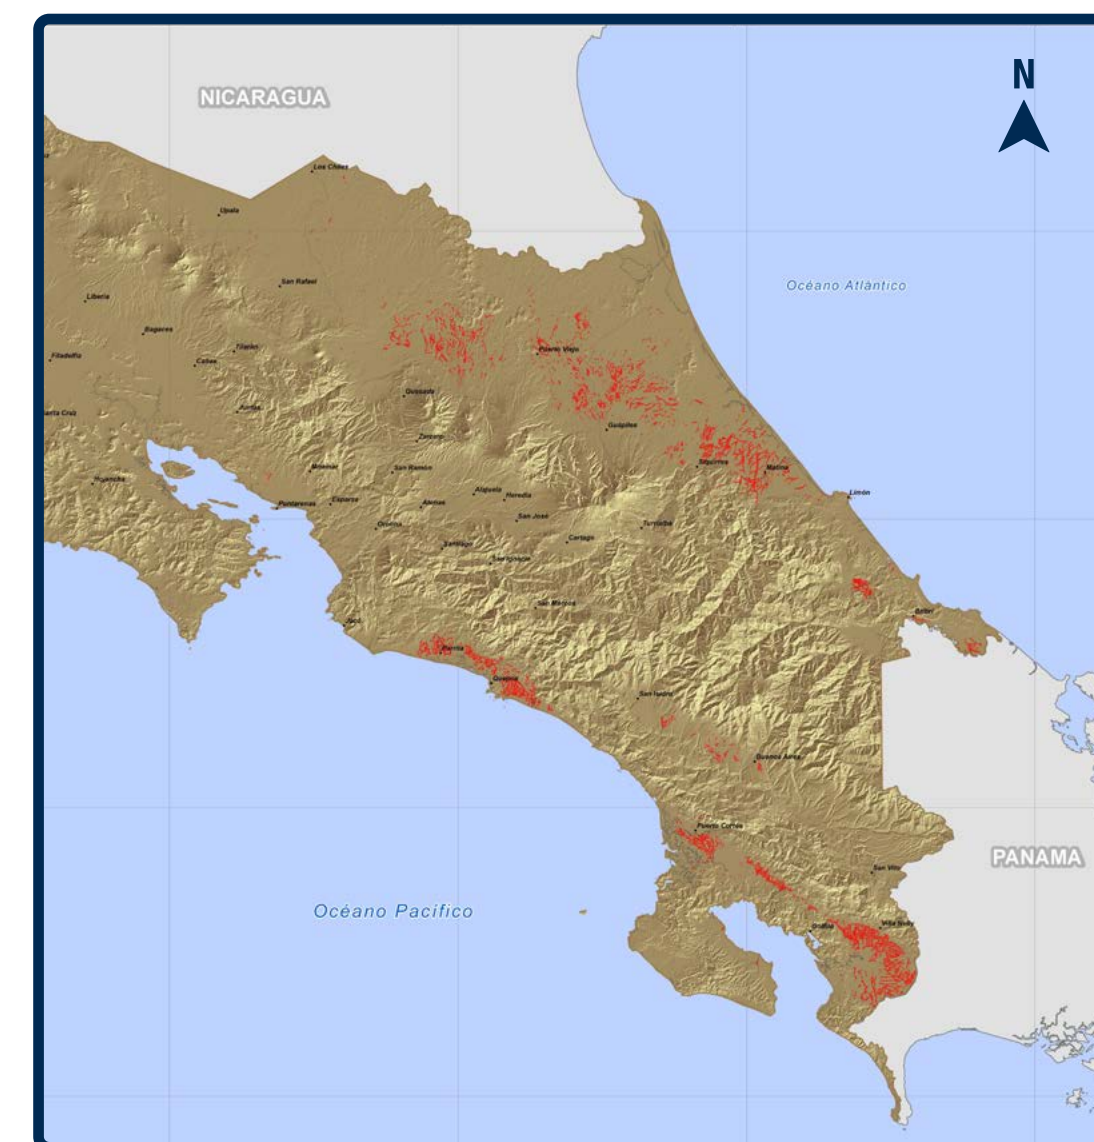 N
NICARAGUA
Los Chiles
Upala
Océano Atlántico
San Rafael
Liberia
Bagaces
Puerto Viejo
Tilarán
Filadelfia
Cañas
Quesada
Juntas
Guápiles
Zarcero
Siquirres
Matina
Miramar
San Ramón
Hojancha
Limón
Alajuela
Heredia
Puntarenas
Esparza
Atenas
San José
Orotina
Turrialba
Cartago
Santiago
San Ignacio
San Marcos
Bribri
Jacó
Parrita
Quepos
San Isidro
Buenos Aires
Puerto Cortés
PANAMA
San Vito
Océano Pacífico
Golfito
Villa Neily